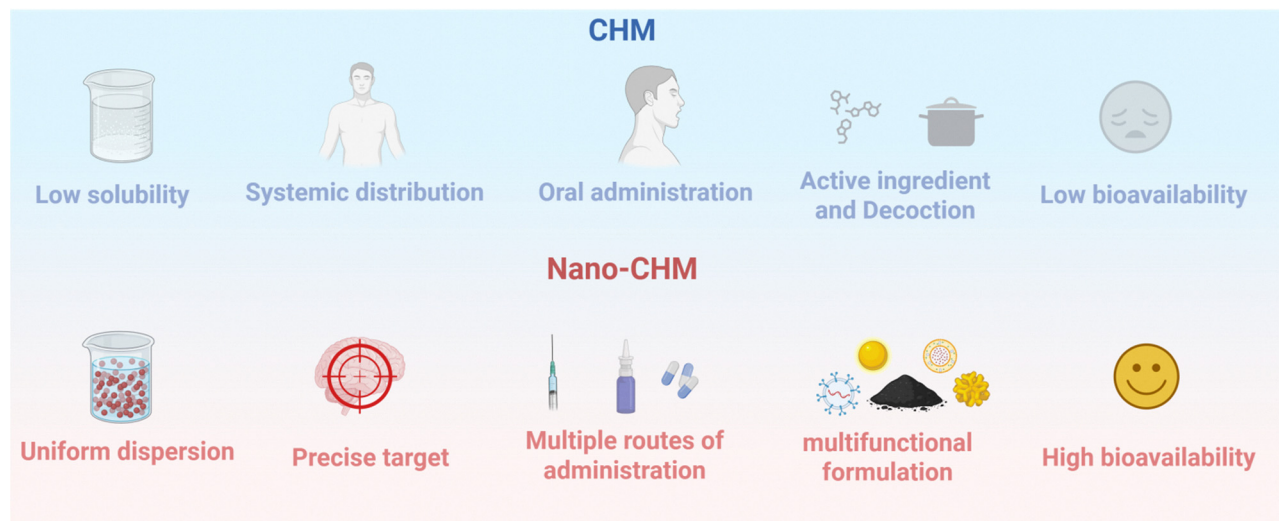 CHM
Low solubility
Systemic distribution
Oral administration
Active ingredient
and Decoction
Low bioavailability
Nano-CHM
Uniform dispersion
Precise target
Multiple routes of
administration
multifunctional
formulation
High bioavailability